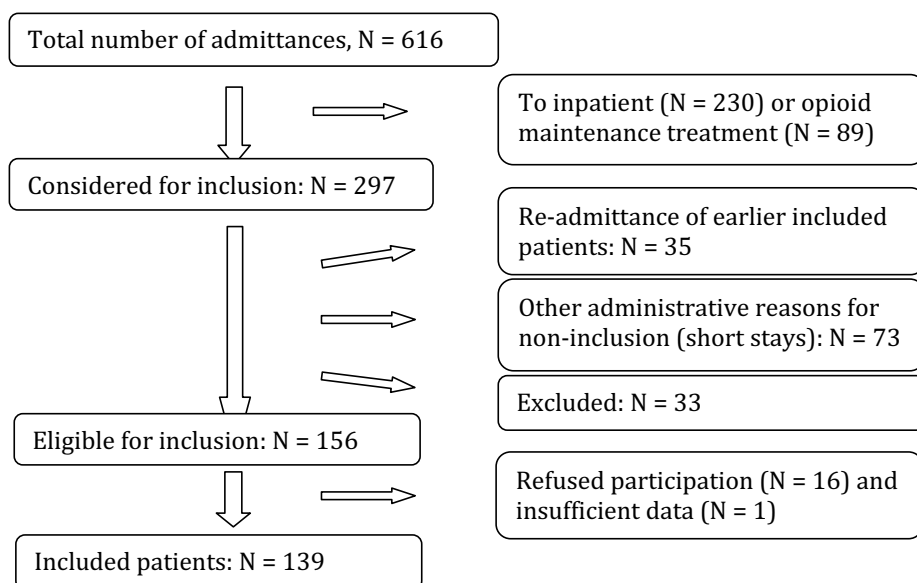 Total number of admittances, N = 616
To inpatient (N = 230) or opioid
maintenance treatment (N = 89)
Considered for inclusion: N = 297
Re-admittance of earlier included
patients: N = 35
Other administrative reasons for
non-inclusion (short stays): N = 73
Excluded: N = 33
Eligible for inclusion: N = 156
Refused participation (N = 16) and
insufficient data (N = 1)
Included patients: N = 139